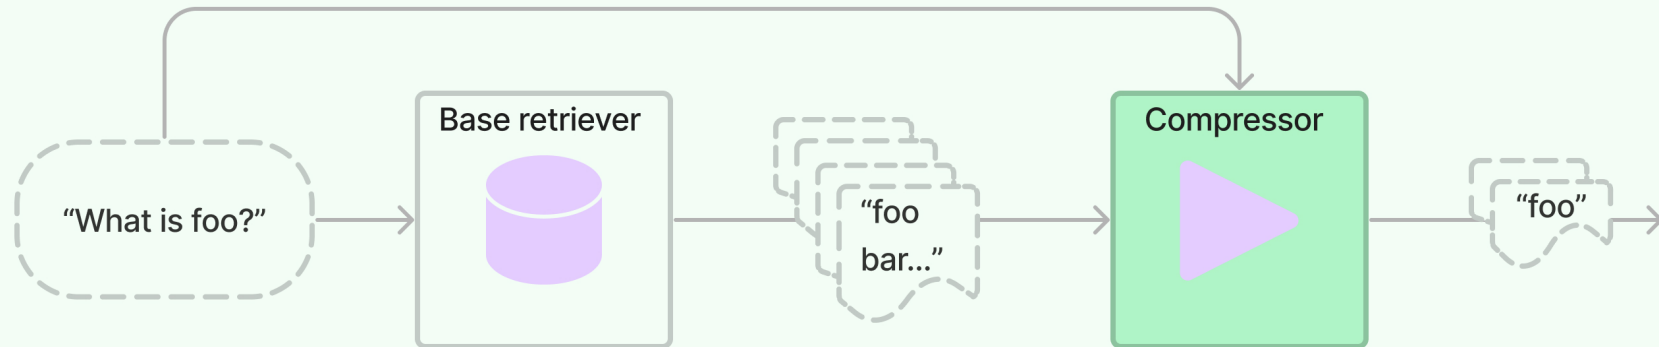 “What is foo?”
Base retriever
“foo
bar...”
Compressor
“foo”